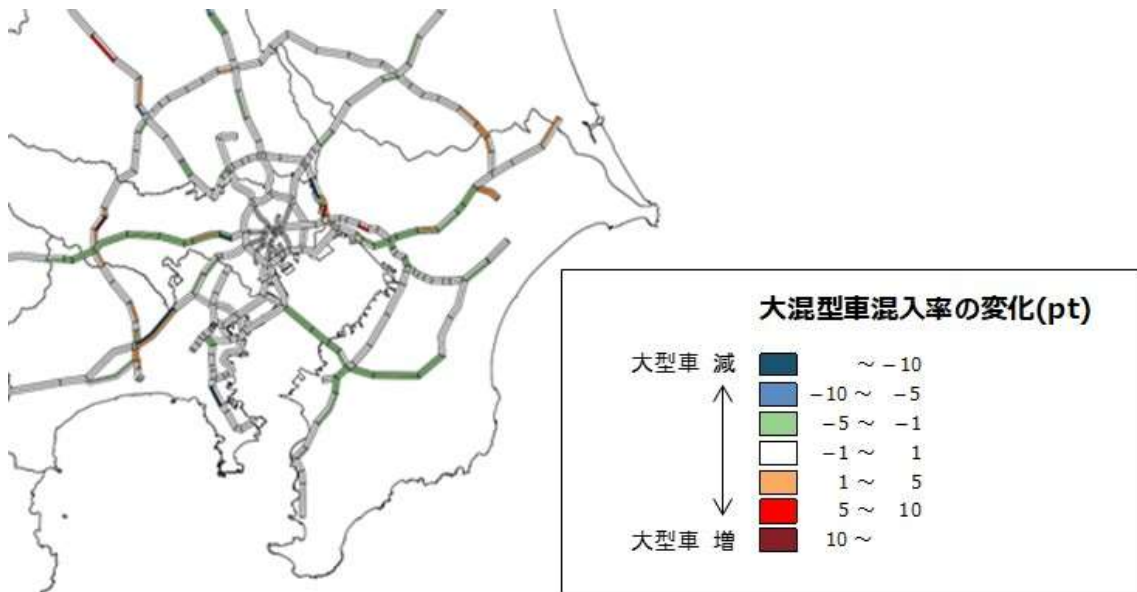 大混型車混入率の変化(pt)
大型車 減
～ －10
－10 ～ －5
－5 ～ －1
－1 ～ 1
1 ～ 5
5 ～ 10
大型車 増
10 ～